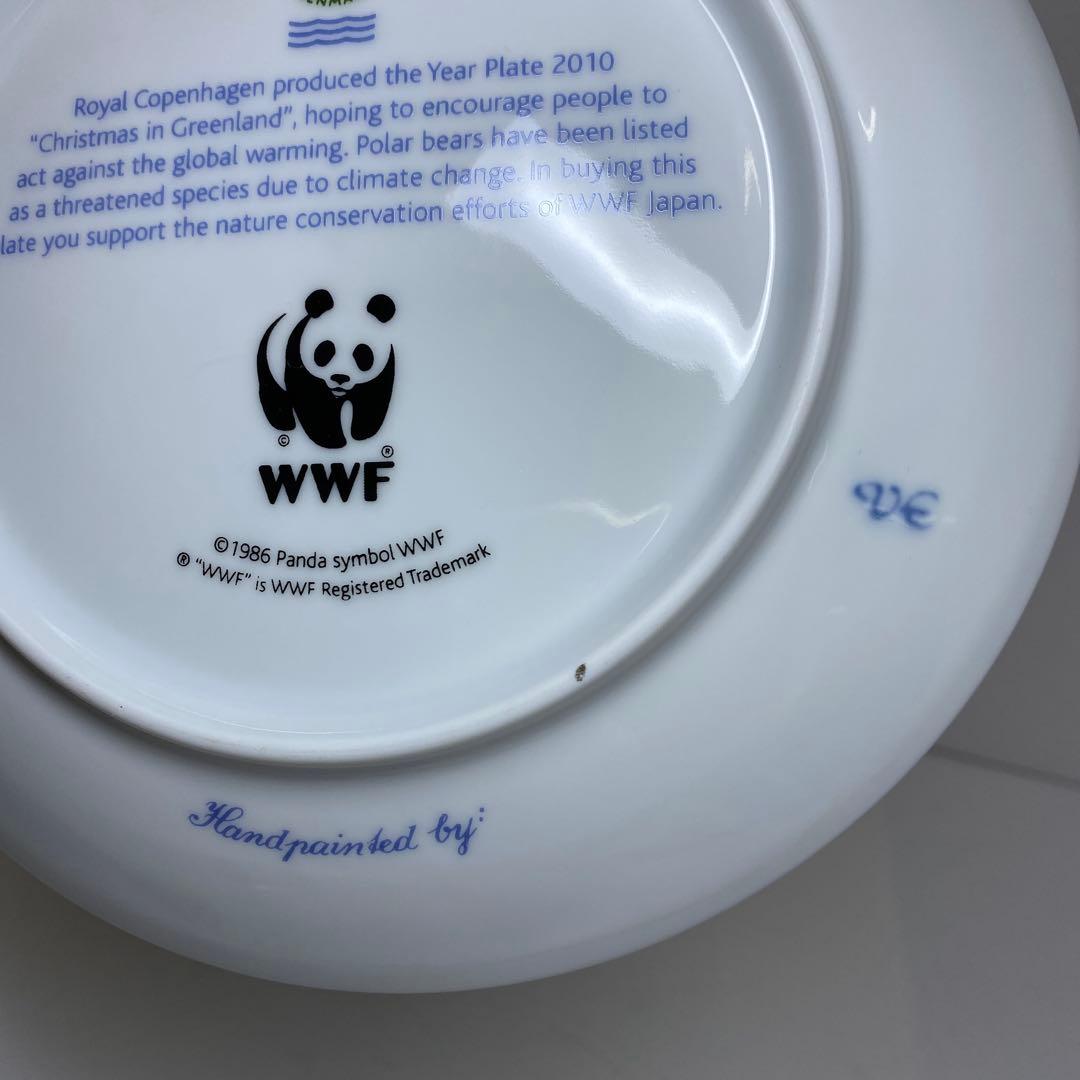 ENMA
Royal Copenhagen produced the Year Plate 2010
"Christmas in Greenland", hoping to encourage people to
act against the global warming. Polar bears have been listed
as a threatened species due to climate change. In buying this
late you support the nature conservation efforts of WWF Japan.
©
®
WWF
©1986 Panda symbol WWF
® "WWF" is WWF Registered Trademark
VE
Handpainted by: